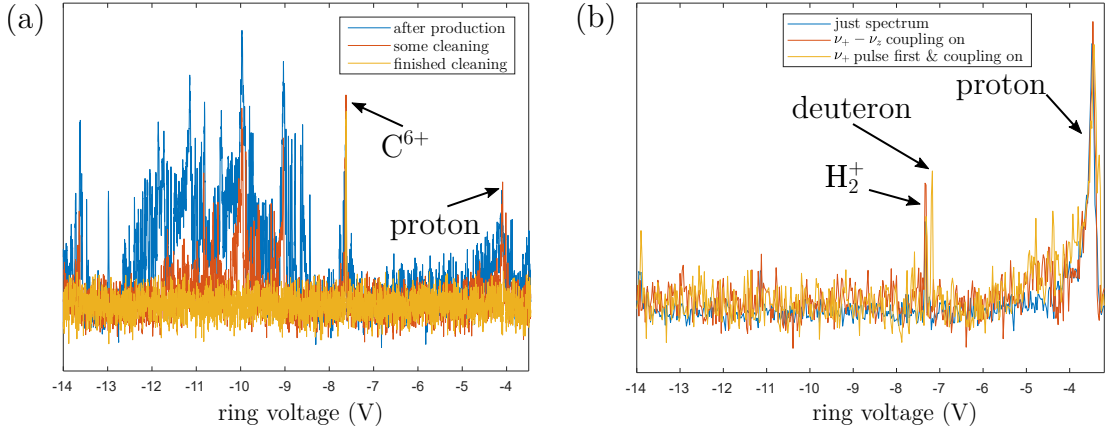 (a)
after production
some cleaning
finished cleaning
C⁶⁺
proton
-14 -13 -12 -11 -10 -9 -8 -7 -6 -5 -4
ring voltage (V)
(b)
just spectrum
ν₊ − ν_z coupling on
ν₊ pulse first & coupling on
proton
deuteron
H₂⁺
-14 -13 -12 -11 -10 -9 -8 -7 -6 -5 -4
ring voltage (V)